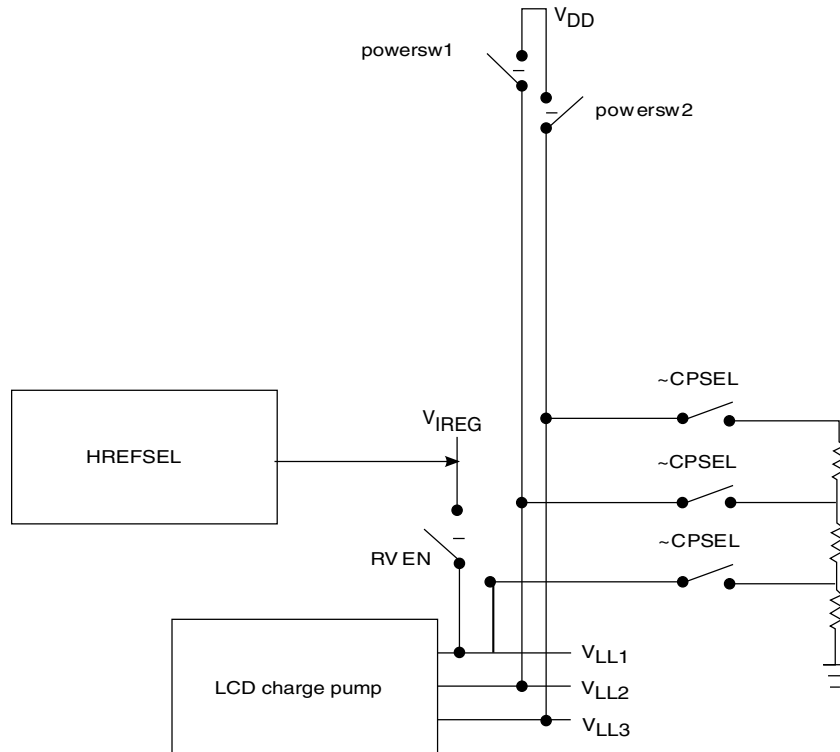 VDD
powersw1
powersw2
~CPSEL
VIREG
HREFSEL
~CPSEL
~CPSEL
RVEN
VLL1
LCD charge pump
VLL2
VLL3